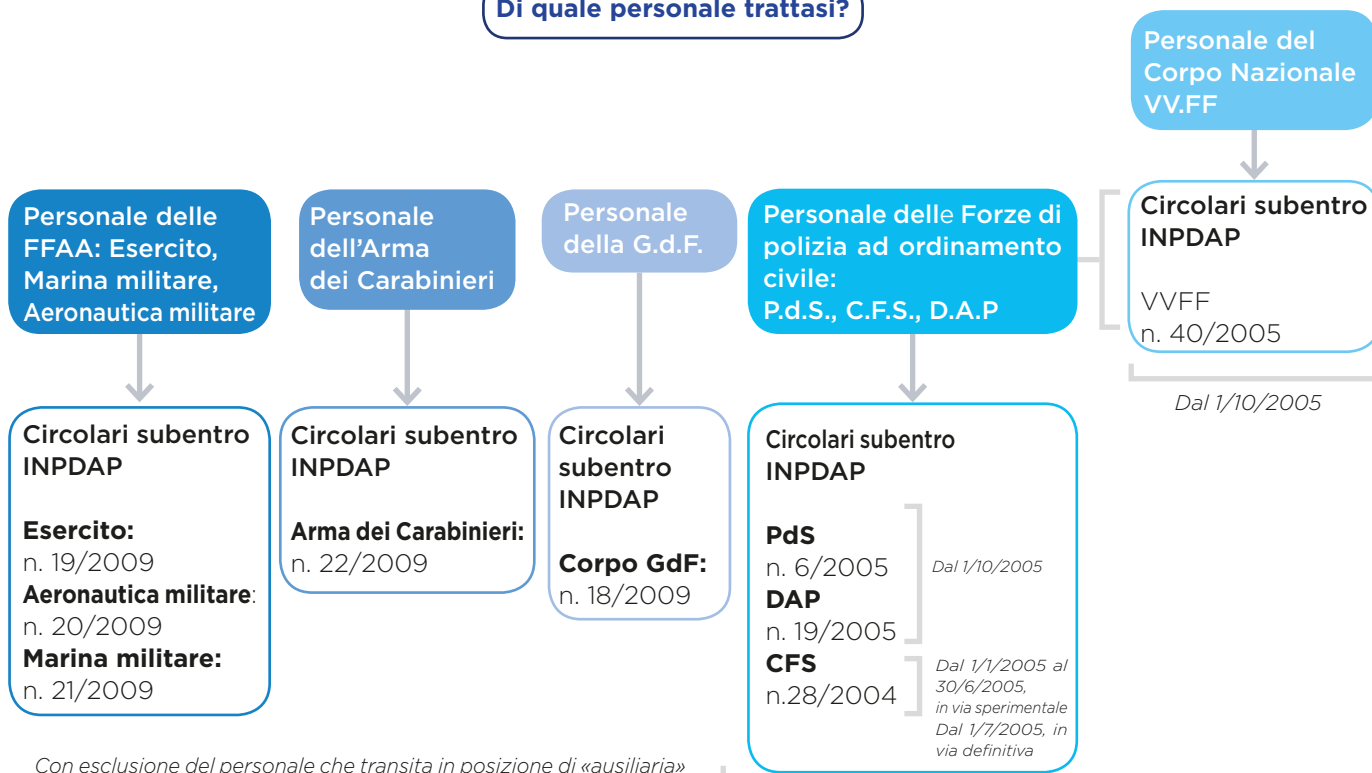 Di quale personale trattasi?
Personale del
Corpo Nazionale
VV.FF
Circolari subentro
INPDAP
VVFF
n. 40/2005
Dal 1/10/2005
Personale delle
FFAA: Esercito,
Marina militare,
Aeronautica militare
Circolari subentro
INPDAP
Esercito:
n. 19/2009
Aeronautica militare:
n. 20/2009
Marina militare:
n. 21/2009
Personale
dell'Arma
dei Carabinieri
Circolari subentro
INPDAP
Arma dei Carabinieri:
n. 22/2009
Personale
della G.d.F.
Circolari
subentro
INPDAP
Corpo GdF:
n. 18/2009
Personale delle Forze di
polizia ad ordinamento
civile:
P.d.S., C.F.S., D.A.P
Circolari subentro
INPDAP
PdS
n. 6/2005
DAP
n. 19/2005
Dal 1/10/2005
CFS
n.28/2004
Dal 1/1/2005 al
30/6/2005,
in via sperimentale
Dal 1/7/2005, in
via definitiva
Con esclusione del personale che transita in posizione di «ausiliaria»